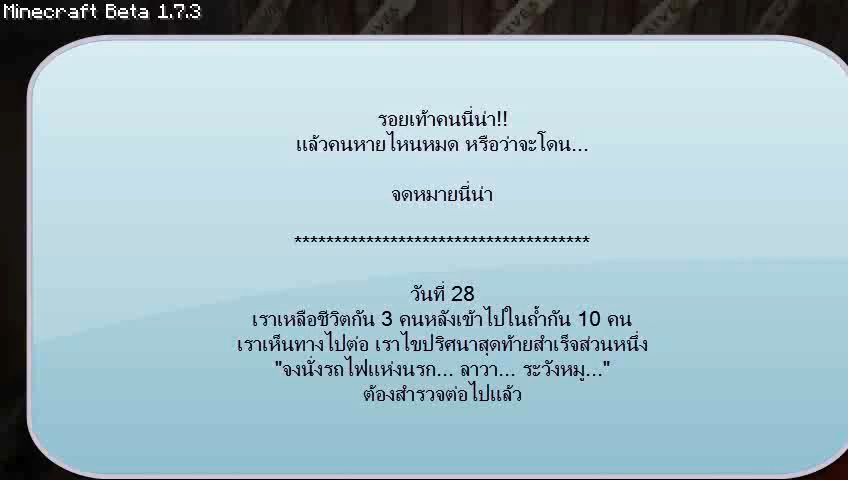 Minecraft Beta 1.7.3
รอยเท้าคนนี่น่า!!
แล้วคนหายไหนหมด หรือว่าจะโดน...
จดหมายนี่น่า
*************************************
วันที่ 28
เราเหลือชีวิตกัน 3 คนหลังเข้าไปในถ้ำกัน 10 คน
เราเห็นทางไปต่อ เราไขปริศนาสุดท้ายสำเร็จส่วนหนึ่ง
"จงนั่งรถไฟแห่งนรก... ลาวา... ระวังหมู..."
ต้องสำรวจต่อไปแล้ว